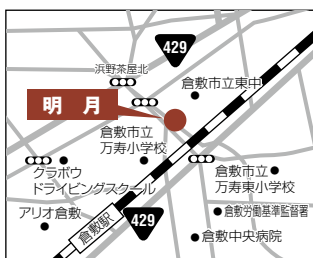 429
浜野茶屋北
倉敷市立東中
明月
倉敷市立
万寿小学校
グラボウ
ドライビングスクール
倉敷市立
万寿東小学校
アリオ倉敷
倉敷駅
429
倉敷労働基準監督署
倉敷中央病院